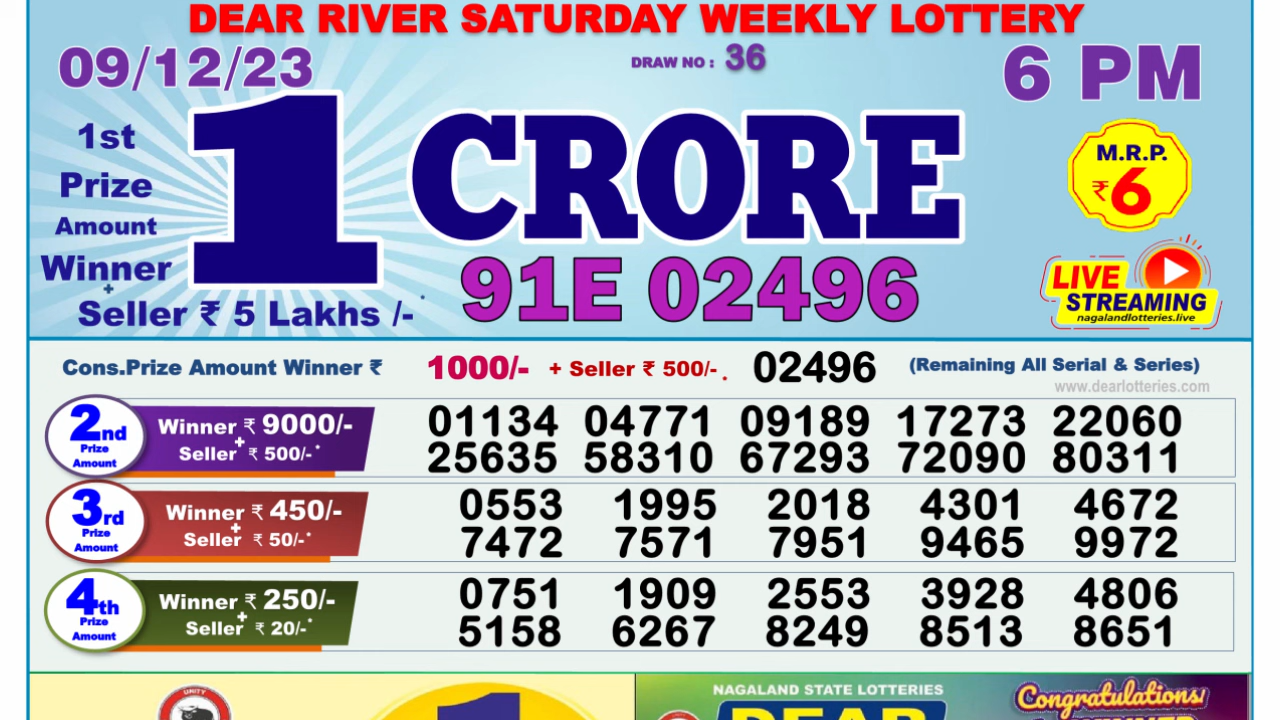 DEAR RIVER SATURDAY WEEKLY LOTTERY
09/12/23 DRAW NO : 36 6 PM
1st
Prize
Amount
Winner
+
Seller ₹ 5 Lakhs /-
1 CRORE
91E 02496
M.R.P.
₹6
LIVE
STREAMING
nagalandlotteries.live
Cons.Prize Amount Winner ₹ 1000/- + Seller ₹ 500/-. 02496 (Remaining All Serial & Series)
www.dearlotteries.com
2nd Prize Amount
Winner ₹ 9000/-
+
Seller ₹ 500/-*
01134 04771 09189 17273 22060
25635 58310 67293 72090 80311
3rd Prize Amount
Winner ₹ 450/-
+
Seller ₹ 50/-*
0553 1995 2018 4301 4672
7472 7571 7951 9465 9972
4th Prize Amount
Winner ₹ 250/-
+
Seller ₹ 20/-*
0751 1909 2553 3928 4806
5158 6267 8249 8513 8651
UNITY
1
NAGALAND STATE LOTTERIES
DEAR
Congratulations!